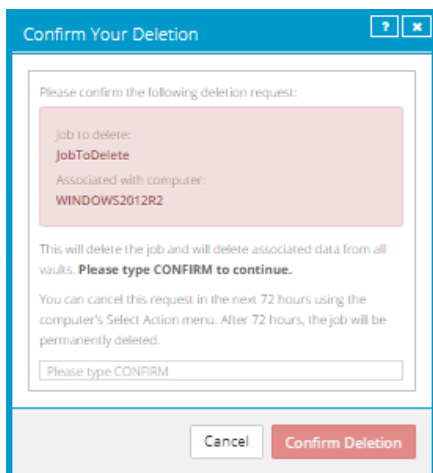 Confirm Your Deletion ? x
Please confirm the following deletion request:
Job to delete:
JobToDelete
Associated with computer:
WINDOWS2012R2
This will delete the job and will delete associated data from all
vaults. Please type CONFIRM to continue.
You can cancel this request in the next 72 hours using the
computer's Select Action menu. After 72 hours, the job will be
permanently deleted.
Please type CONFIRM
Cancel Confirm Deletion